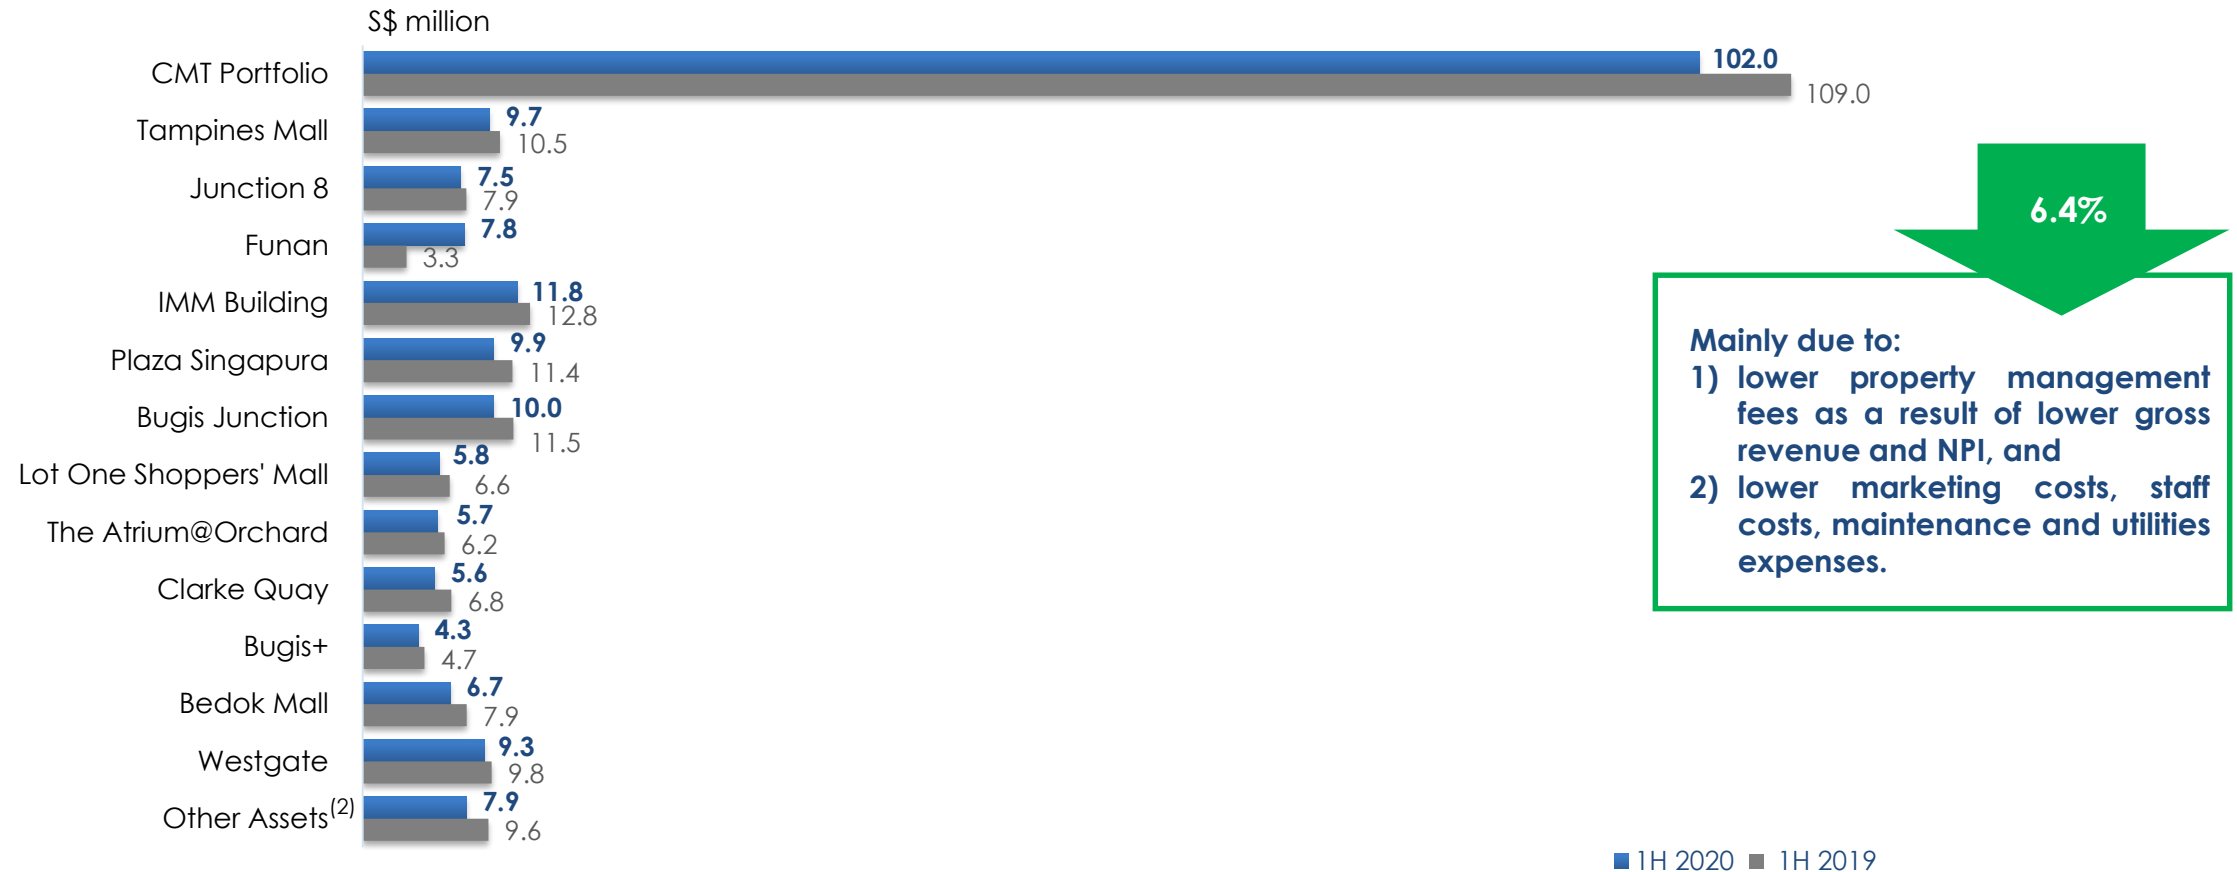 S$ million
CMT Portfolio
102.0
109.0
Tampines Mall
9.7
10.5
Junction 8
7.5
7.9
Funan
7.8
3.3
IMM Building
11.8
12.8
Plaza Singapura
9.9
11.4
Bugis Junction
10.0
11.5
Lot One Shoppers' Mall
5.8
6.6
The Atrium@Orchard
5.7
6.2
Clarke Quay
5.6
6.8
Bugis+
4.3
4.7
Bedok Mall
6.7
7.9
Westgate
9.3
9.8
Other Assets(2)
7.9
9.6
6.4%
Mainly due to:
1) lower property management
fees as a result of lower gross
revenue and NPI, and
2) lower marketing costs, staff
costs, maintenance and utilities
expenses.
1H 2020 1H 2019